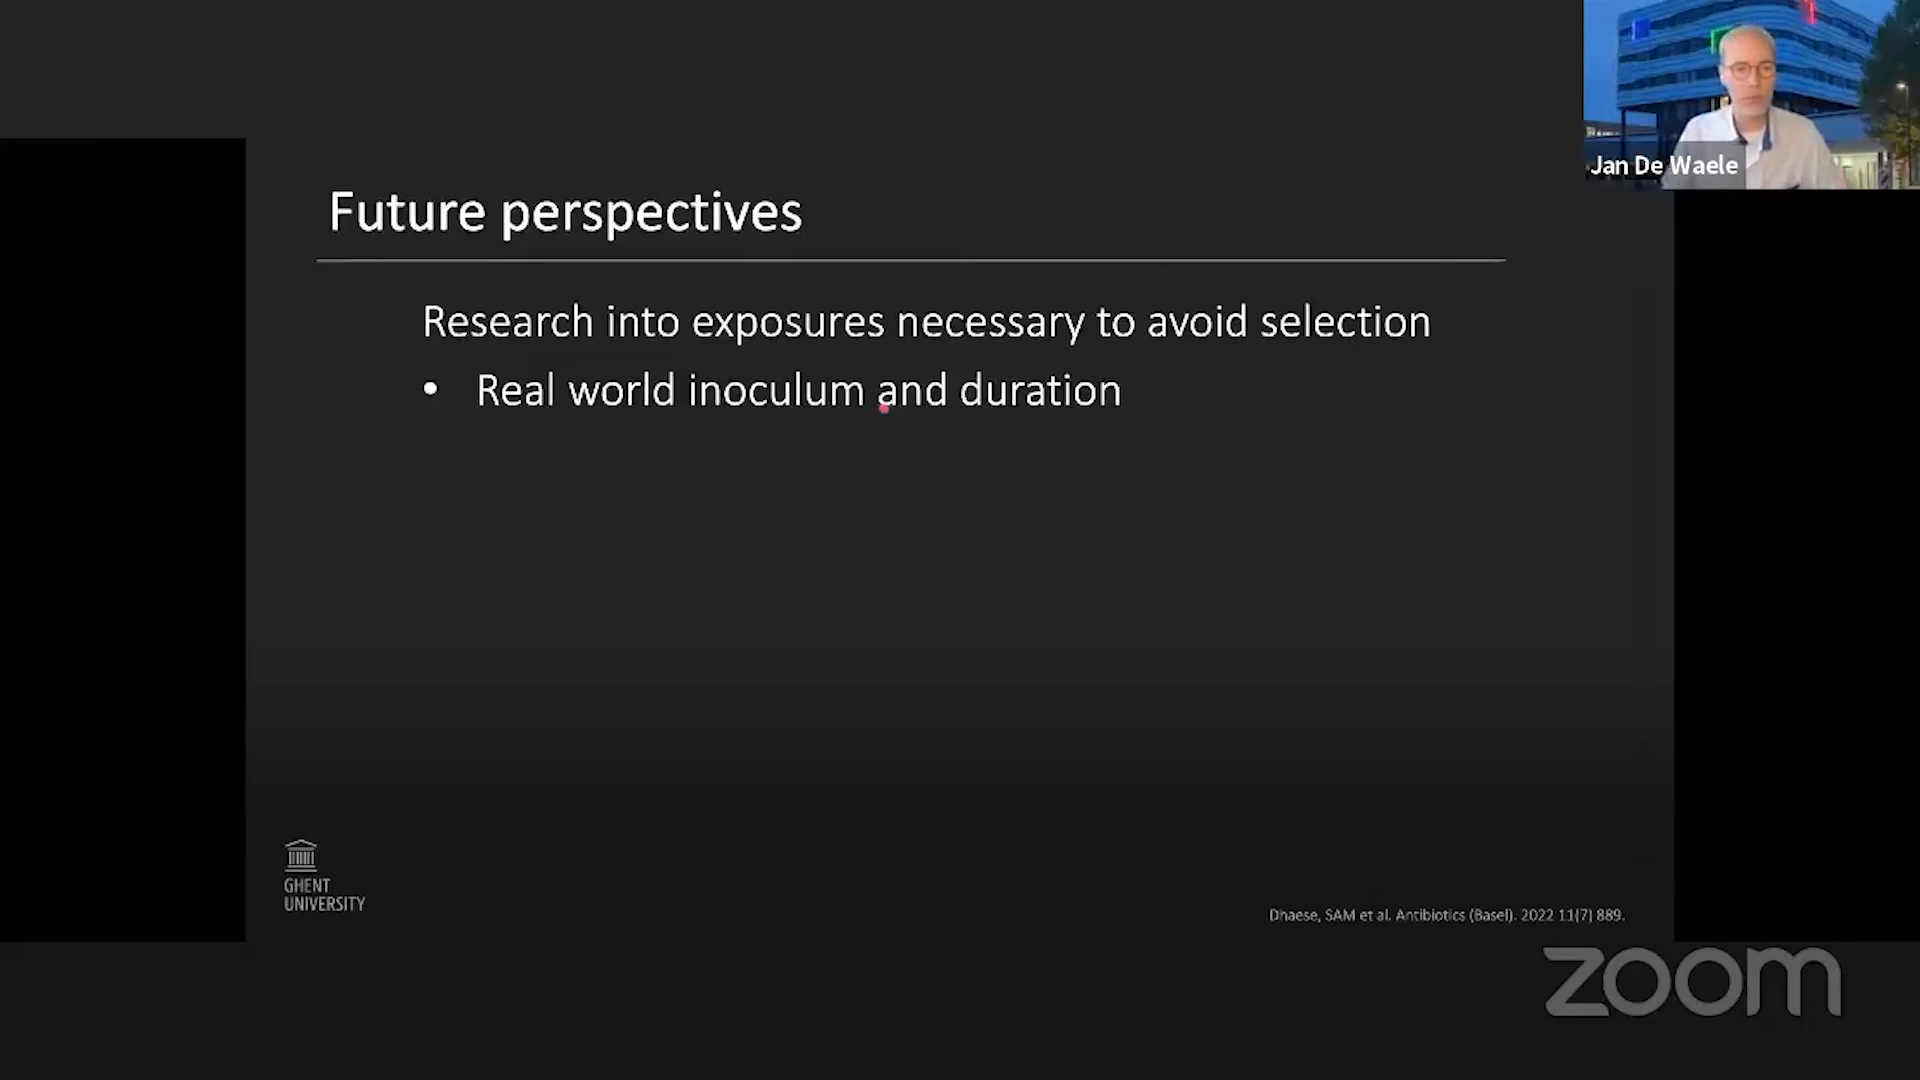 Jan De Waele
Future perspectives
Research into exposures necessary to avoid selection
• Real world inoculum and duration
GHENT
UNIVERSITY
Dhaese, SAM et al. Antibiotics (Basel). 2022 11(7) 889.
zoom